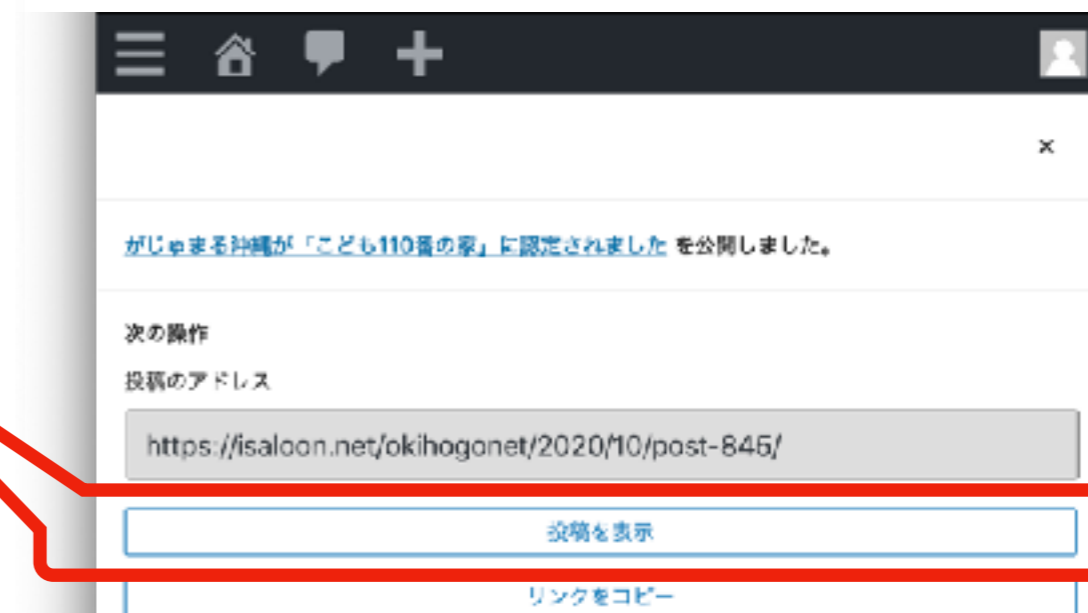 ×
がじゅまる沖縄が「こども110番の家」に認定されました を公開しました。
次の操作
投稿のアドレス
https://isaloon.net/okihogonet/2020/10/post-845/
投稿を表示
リンクをコピー